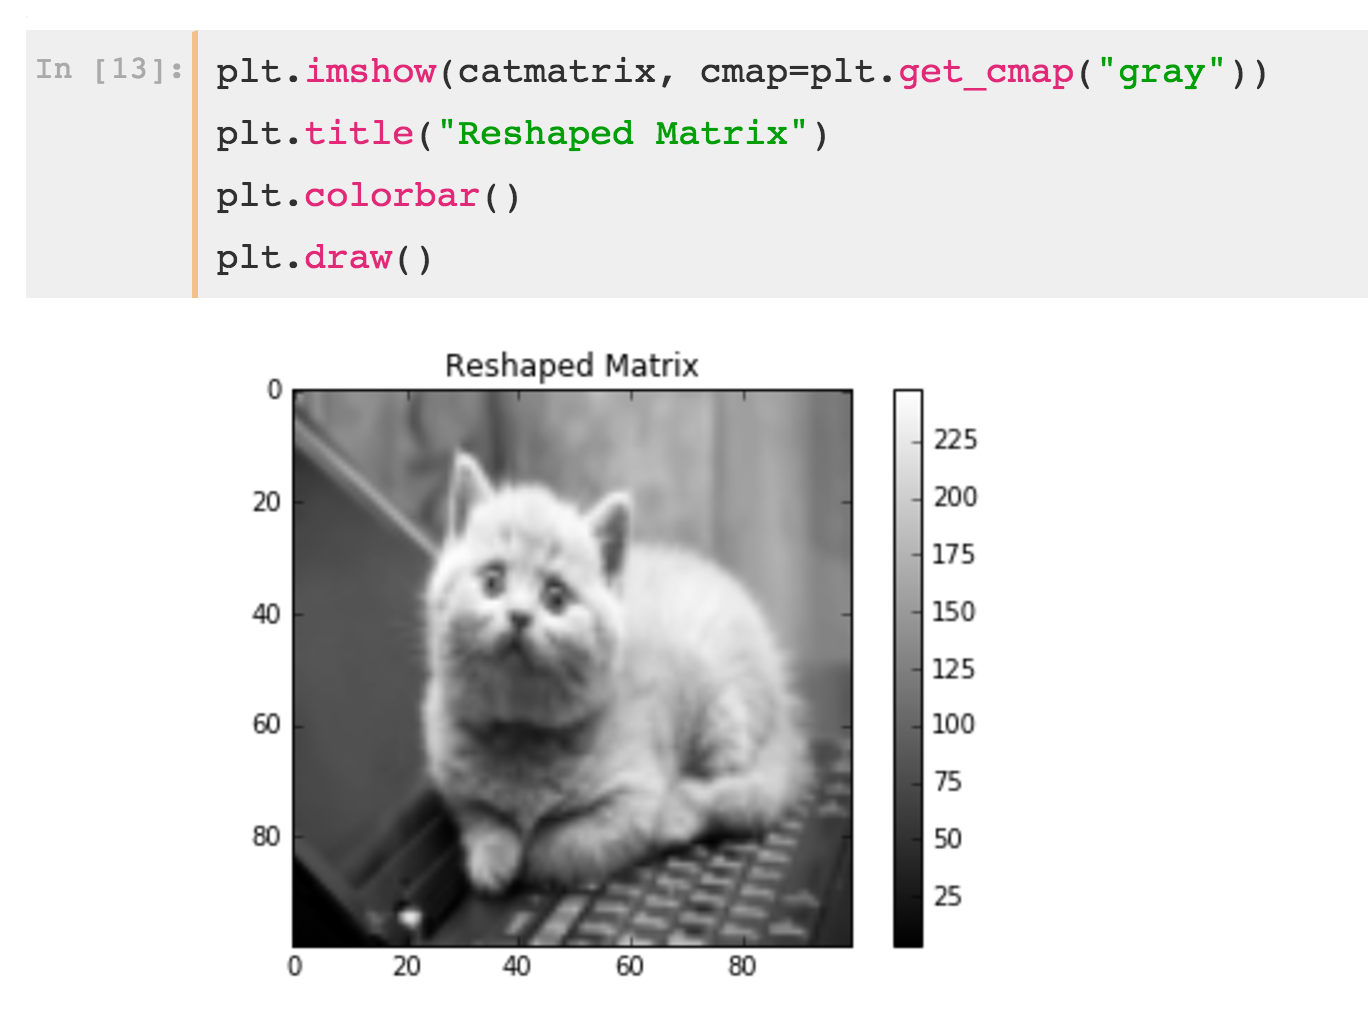 In [13]: plt.imshow(catmatrix, cmap=plt.get_cmap("gray"))
plt.title("Reshaped Matrix")
plt.colorbar()
plt.draw()
Reshaped Matrix
0
20
40
60
80
0 20 40 60 80
225
200
175
150
125
100
75
50
25